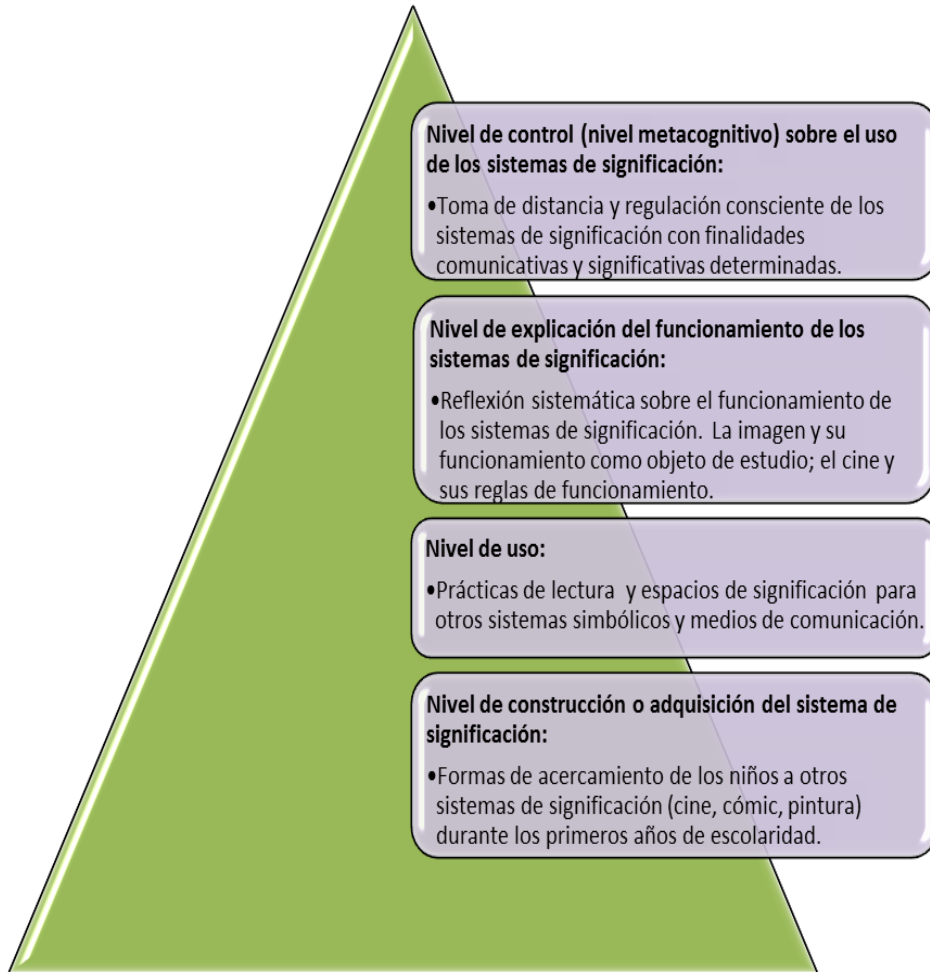 Nivel de control (nivel metacognitivo) sobre el uso
de los sistemas de significación:
•Toma de distancia y regulación consciente de los
sistemas de significación con finalidades
comunicativas y significativas determinadas.
Nivel de explicación del funcionamiento de los
sistemas de significación:
•Reflexión sistemática sobre el funcionamiento de
los sistemas de significación. La imagen y su
funcionamiento como objeto de estudio; el cine y
sus reglas de funcionamiento.
Nivel de uso:
•Prácticas de lectura y espacios de significación para
otros sistemas simbólicos y medios de comunicación.
Nivel de construcción o adquisición del sistema de
significación:
•Formas de acercamiento de los niños a otros
sistemas de significación (cine, cómic, pintura)
durante los primeros años de escolaridad.